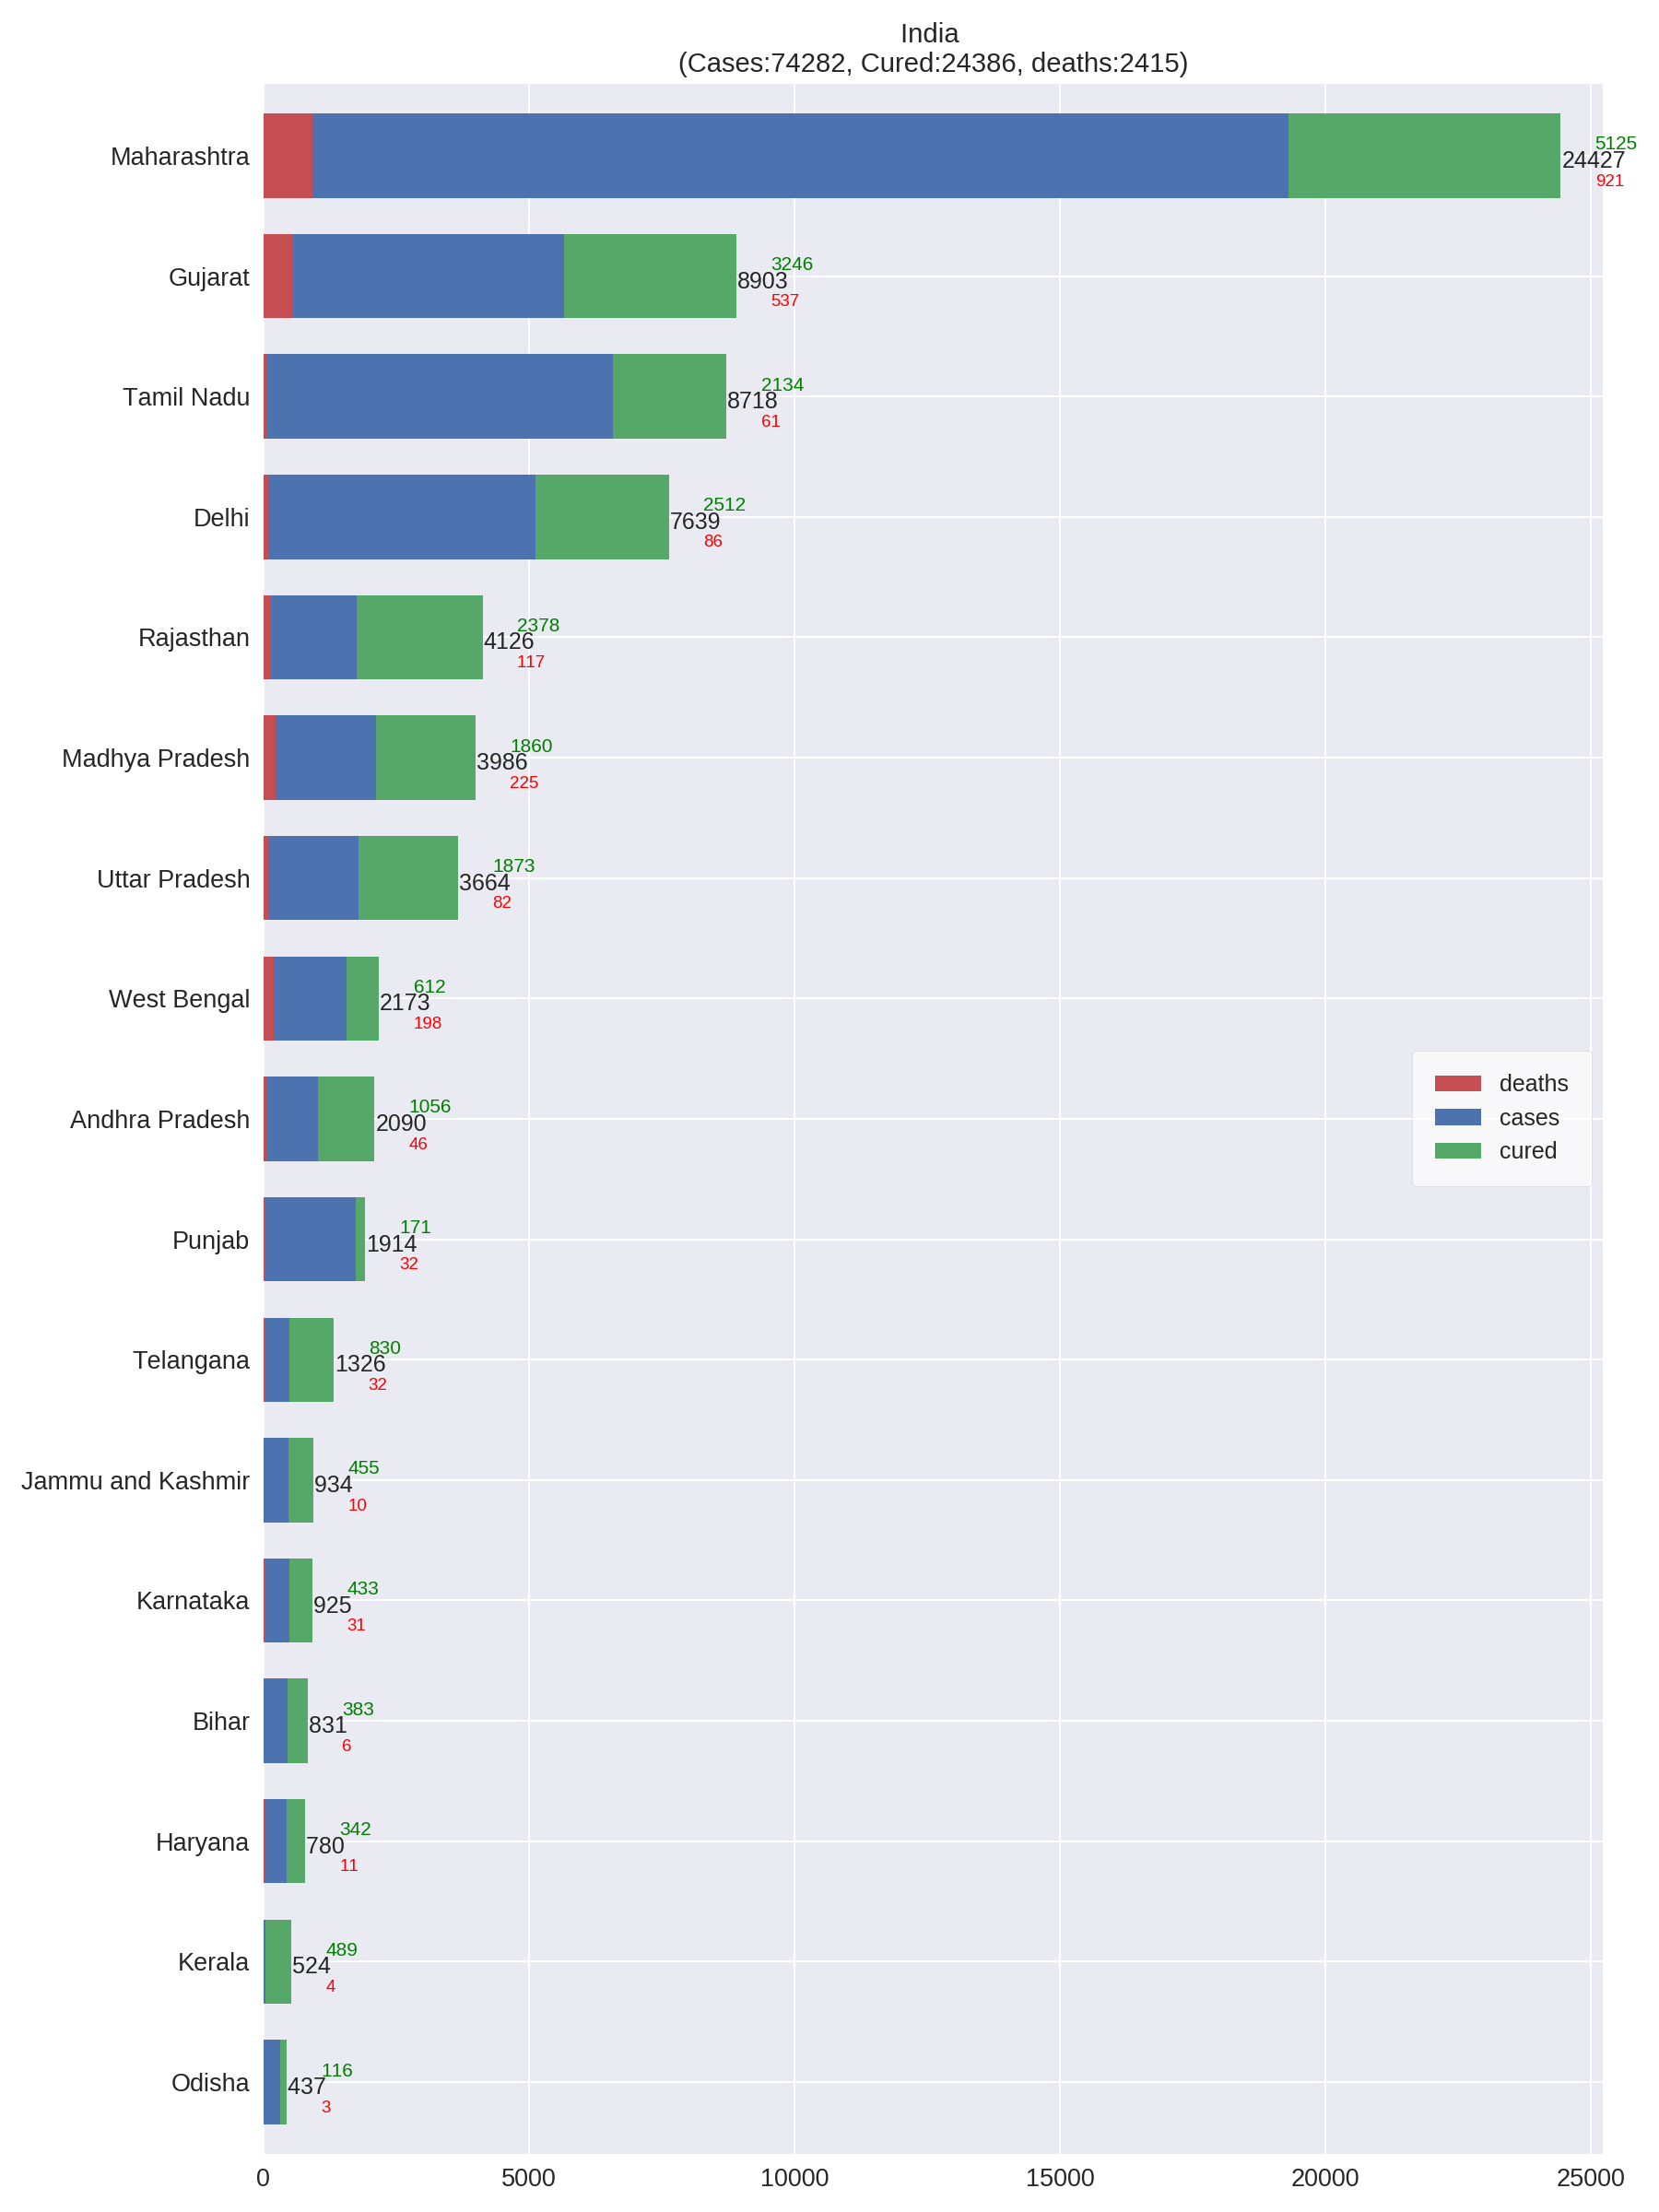 India
(Cases:74282, Cured:24386, deaths:2415)
Maharashtra
5125
24427
921
Gujarat
3246
8903
537
Tamil Nadu
2134
8718
61
Delhi
2512
7639
86
Rajasthan
2378
4126
117
Madhya Pradesh
1860
3986
225
Uttar Pradesh
1873
3664
82
West Bengal
612
2173
198
Andhra Pradesh
1056
2090
46
deaths
cases
cured
Punjab
171
1914
32
Telangana
830
1326
32
Jammu and Kashmir
455
934
10
Karnataka
433
925
31
Bihar
383
831
6
Haryana
342
780
11
Kerala
489
524
4
Odisha
116
437
3
0 5000 10000 15000 20000 25000